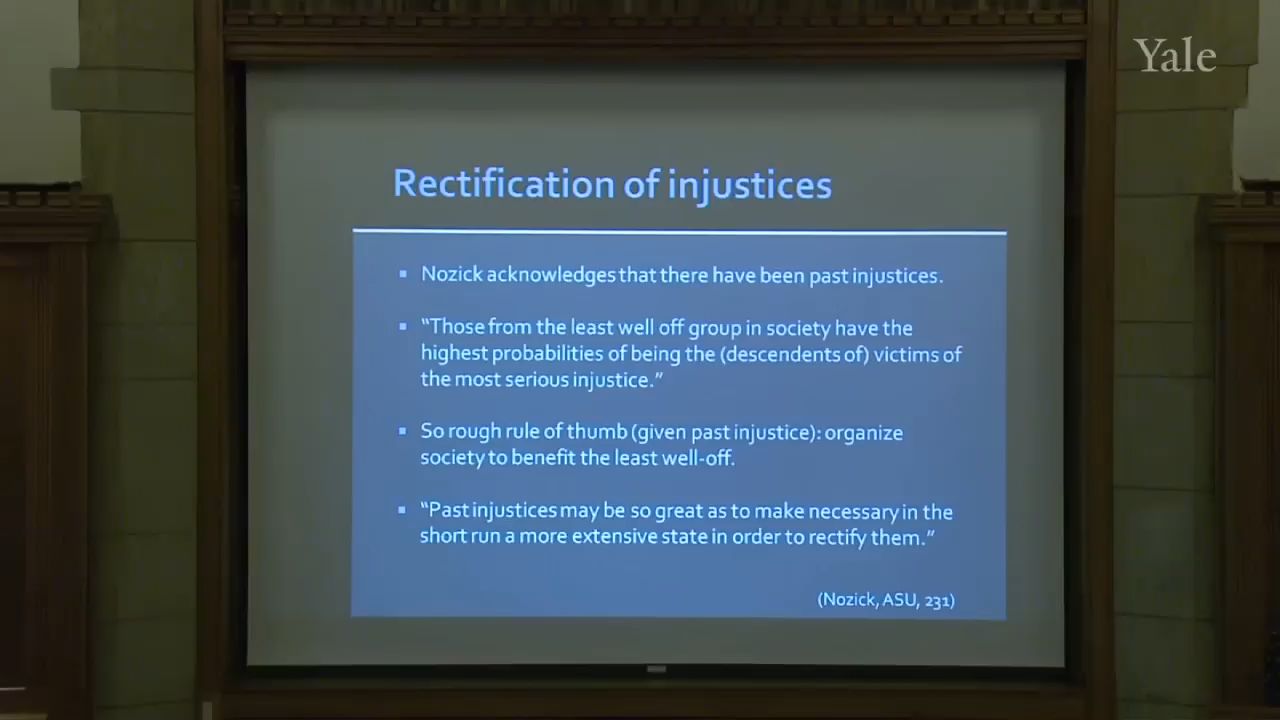 Yale
Rectification of injustices
▪ Nozick acknowledges that there have been past injustices.
▪ “Those from the least well off group in society have the
highest probabilities of being the (descendents of) victims of
the most serious injustice.”
▪ So rough rule of thumb (given past injustice): organize
society to benefit the least well-off.
▪ “Past injustices may be so great as to make necessary in the
short run a more extensive state in order to rectify them.”
(Nozick, ASU, 231)